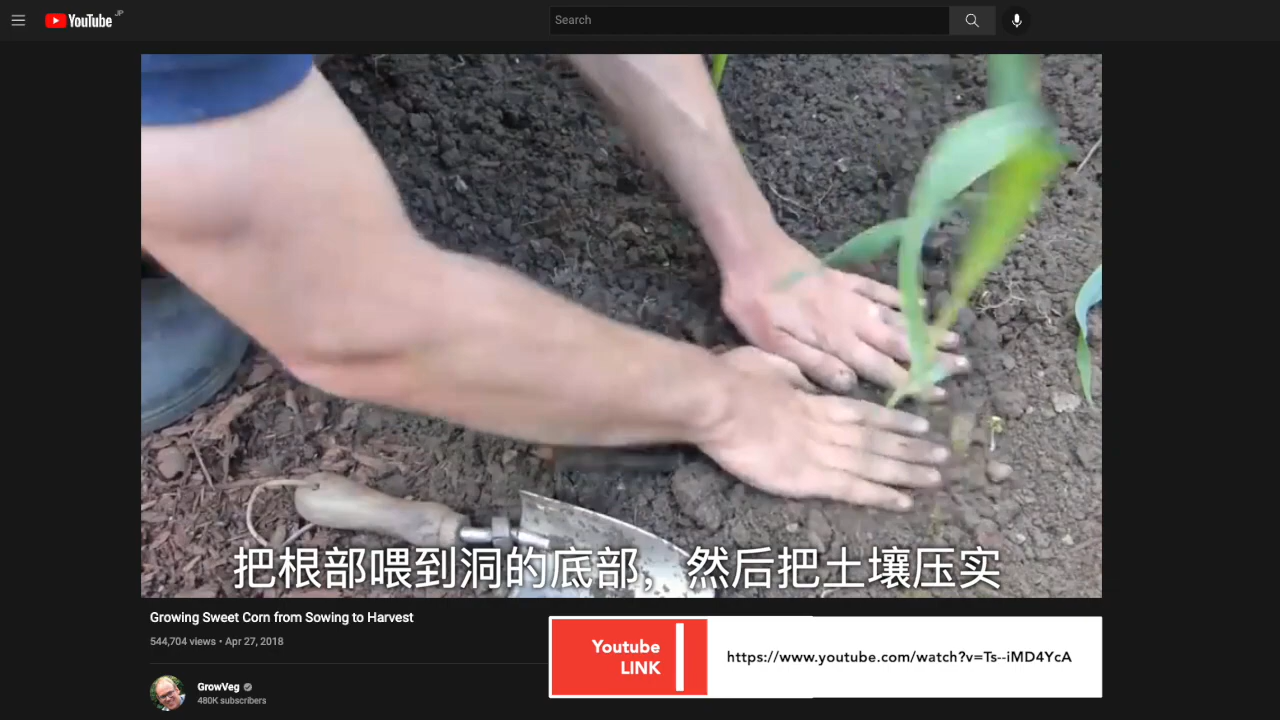 YouTube JP
Search
把根部喂到洞的底部，然后把土壤压实
Growing Sweet Corn from Sowing to Harvest
544,704 views • Apr 27, 2018
Youtube
LINK
https://www.youtube.com/watch?v=Ts--iMD4YcA
GrowVeg
480K subscribers